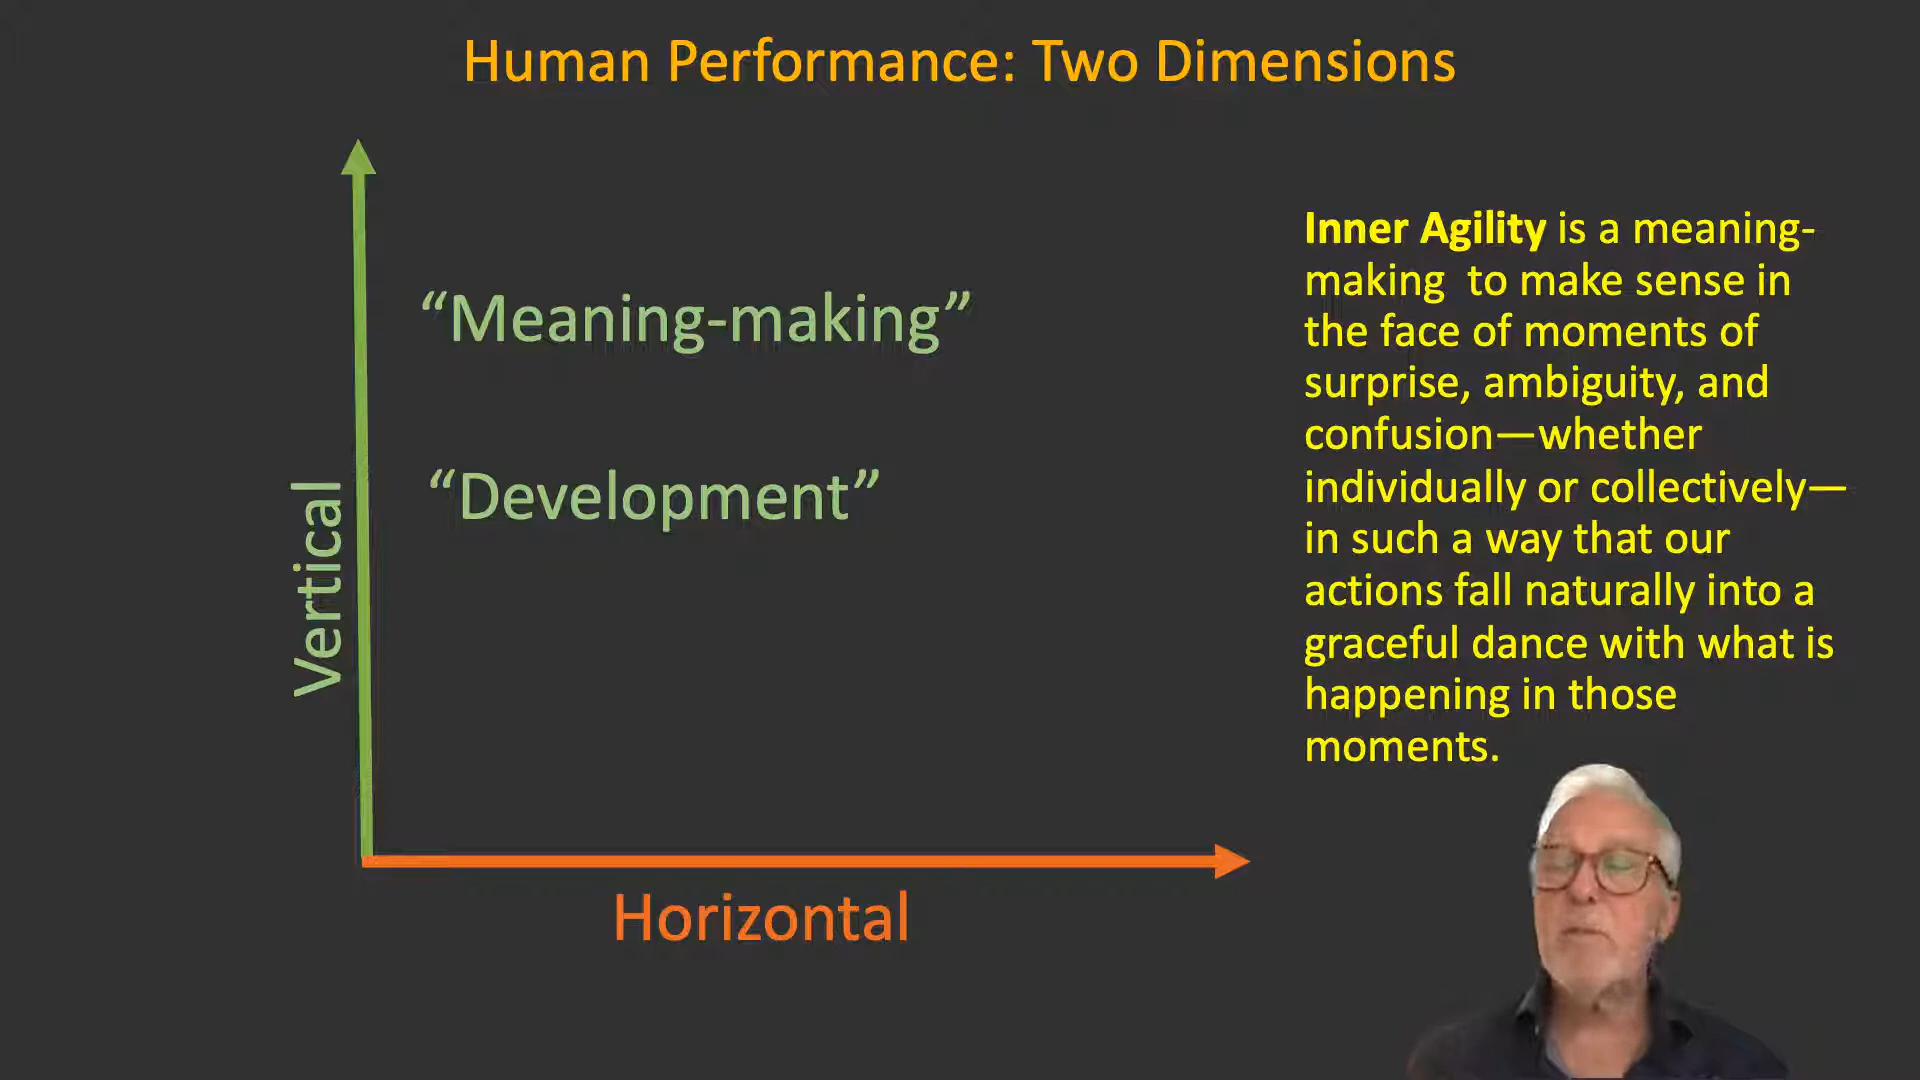 Human Performance: Two Dimensions
“Meaning-making”
“Development”
Vertical
Horizontal
Inner Agility is a meaning-
making  to make sense in
the face of moments of
surprise, ambiguity, and
confusion—whether
individually or collectively—
in such a way that our
actions fall naturally into a
graceful dance with what is
happening in those
moments.